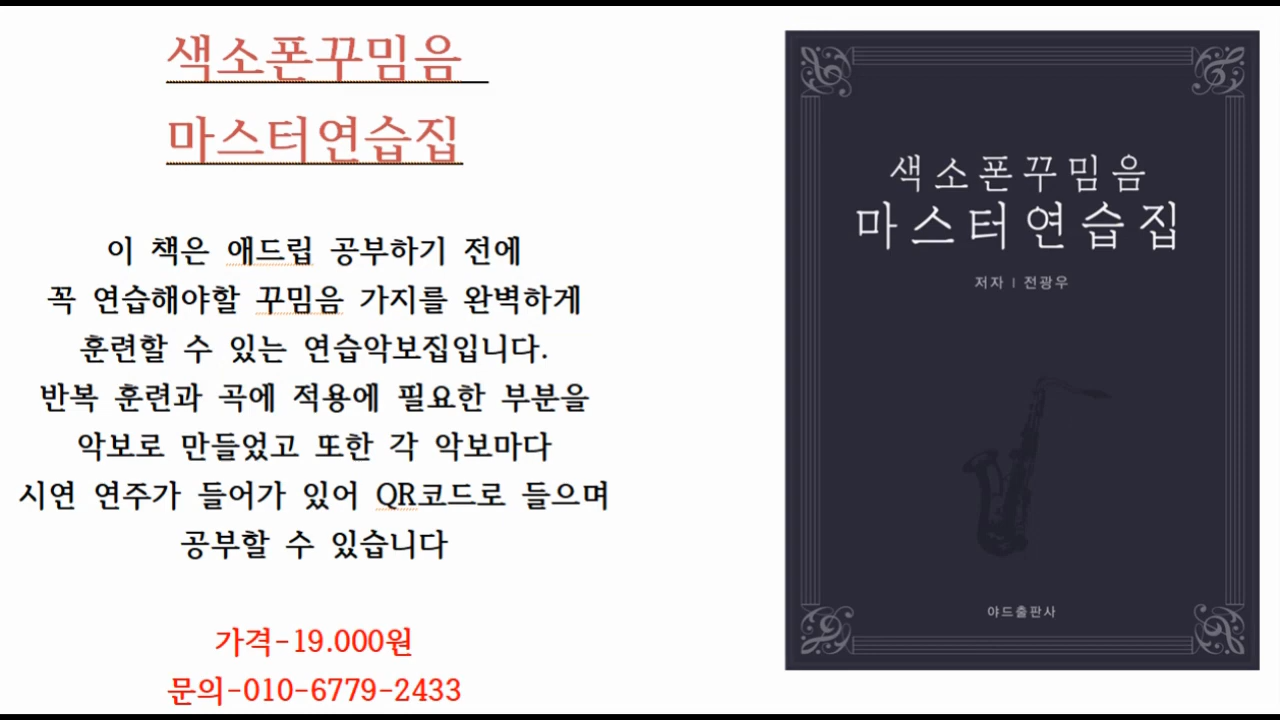 색소폰꾸밈음
마스터연습집
이 책은 애드립 공부하기 전에
꼭 연습해야할 꾸밈음 가지를 완벽하게
훈련할 수 있는 연습악보집입니다.
반복 훈련과 곡에 적용에 필요한 부분을
악보로 만들었고 또한 각 악보마다
시연 연주가 들어가 있어 QR코드로 들으며
공부할 수 있습니다
가격-19.000원
문의-010-6779-2433
색소폰꾸밈음
마스터연습집
저자 | 전광우
야드출판사